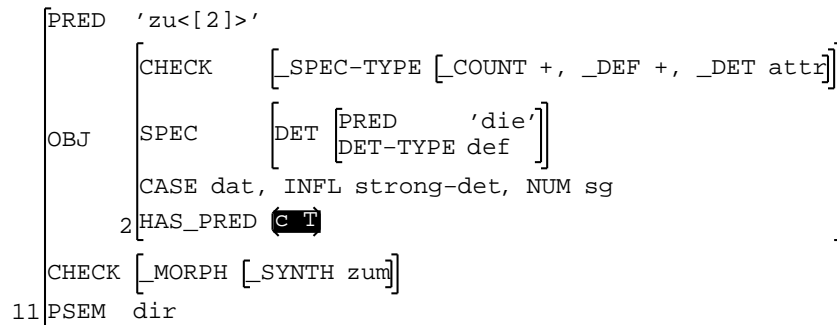 PRED 'zu<[2]>'
CHECK _SPEC-TYPE _COUNT +, _DEF +, _DET attr
OBJ SPEC DET PRED 'die'
DET-TYPE def
CASE dat, INFL strong-det, NUM sg
2 HAS_PRED (c T)
CHECK _MORPH _SYNTH zum
11 PSEM dir